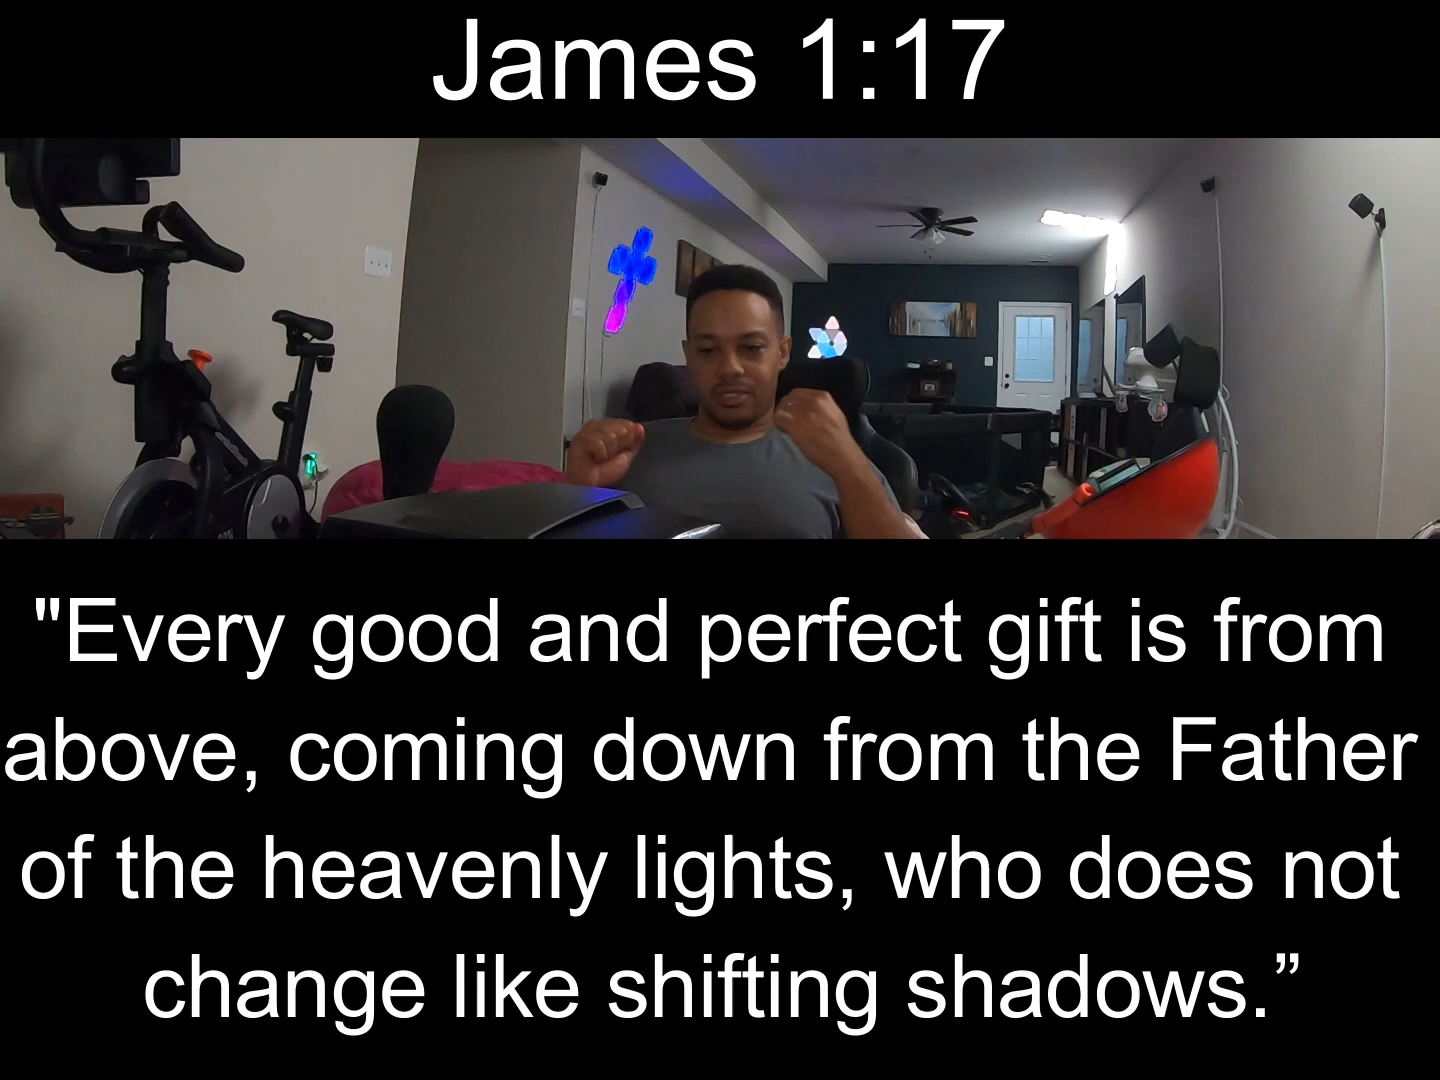 James 1:17
"Every good and perfect gift is from
above, coming down from the Father
of the heavenly lights, who does not
change like shifting shadows.”